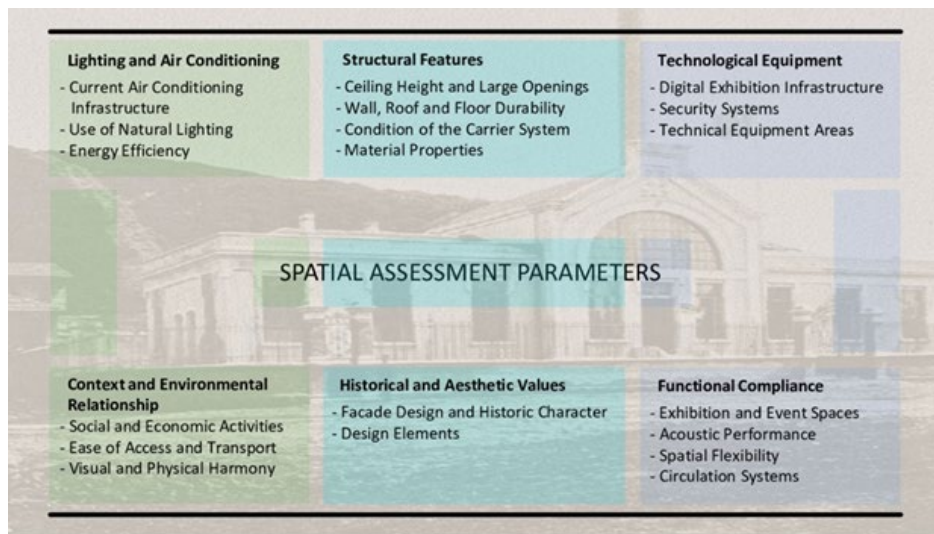 Lighting and Air Conditioning
- Current Air Conditioning
Infrastructure
- Use of Natural Lighting
- Energy Efficiency
Structural Features
- Ceiling Height and Large Openings
- Wall, Roof and Floor Durability
- Condition of the Carrier System
- Material Properties
Technological Equipment
- Digital Exhibition Infrastructure
- Security Systems
- Technical Equipment Areas
SPATIAL ASSESSMENT PARAMETERS
Context and Environmental
Relationship
- Social and Economic Activities
- Ease of Access and Transport
- Visual and Physical Harmony
Historical and Aesthetic Values
- Facade Design and Historic Character
- Design Elements
Functional Compliance
- Exhibition and Event Spaces
- Acoustic Performance
- Spatial Flexibility
- Circulation Systems